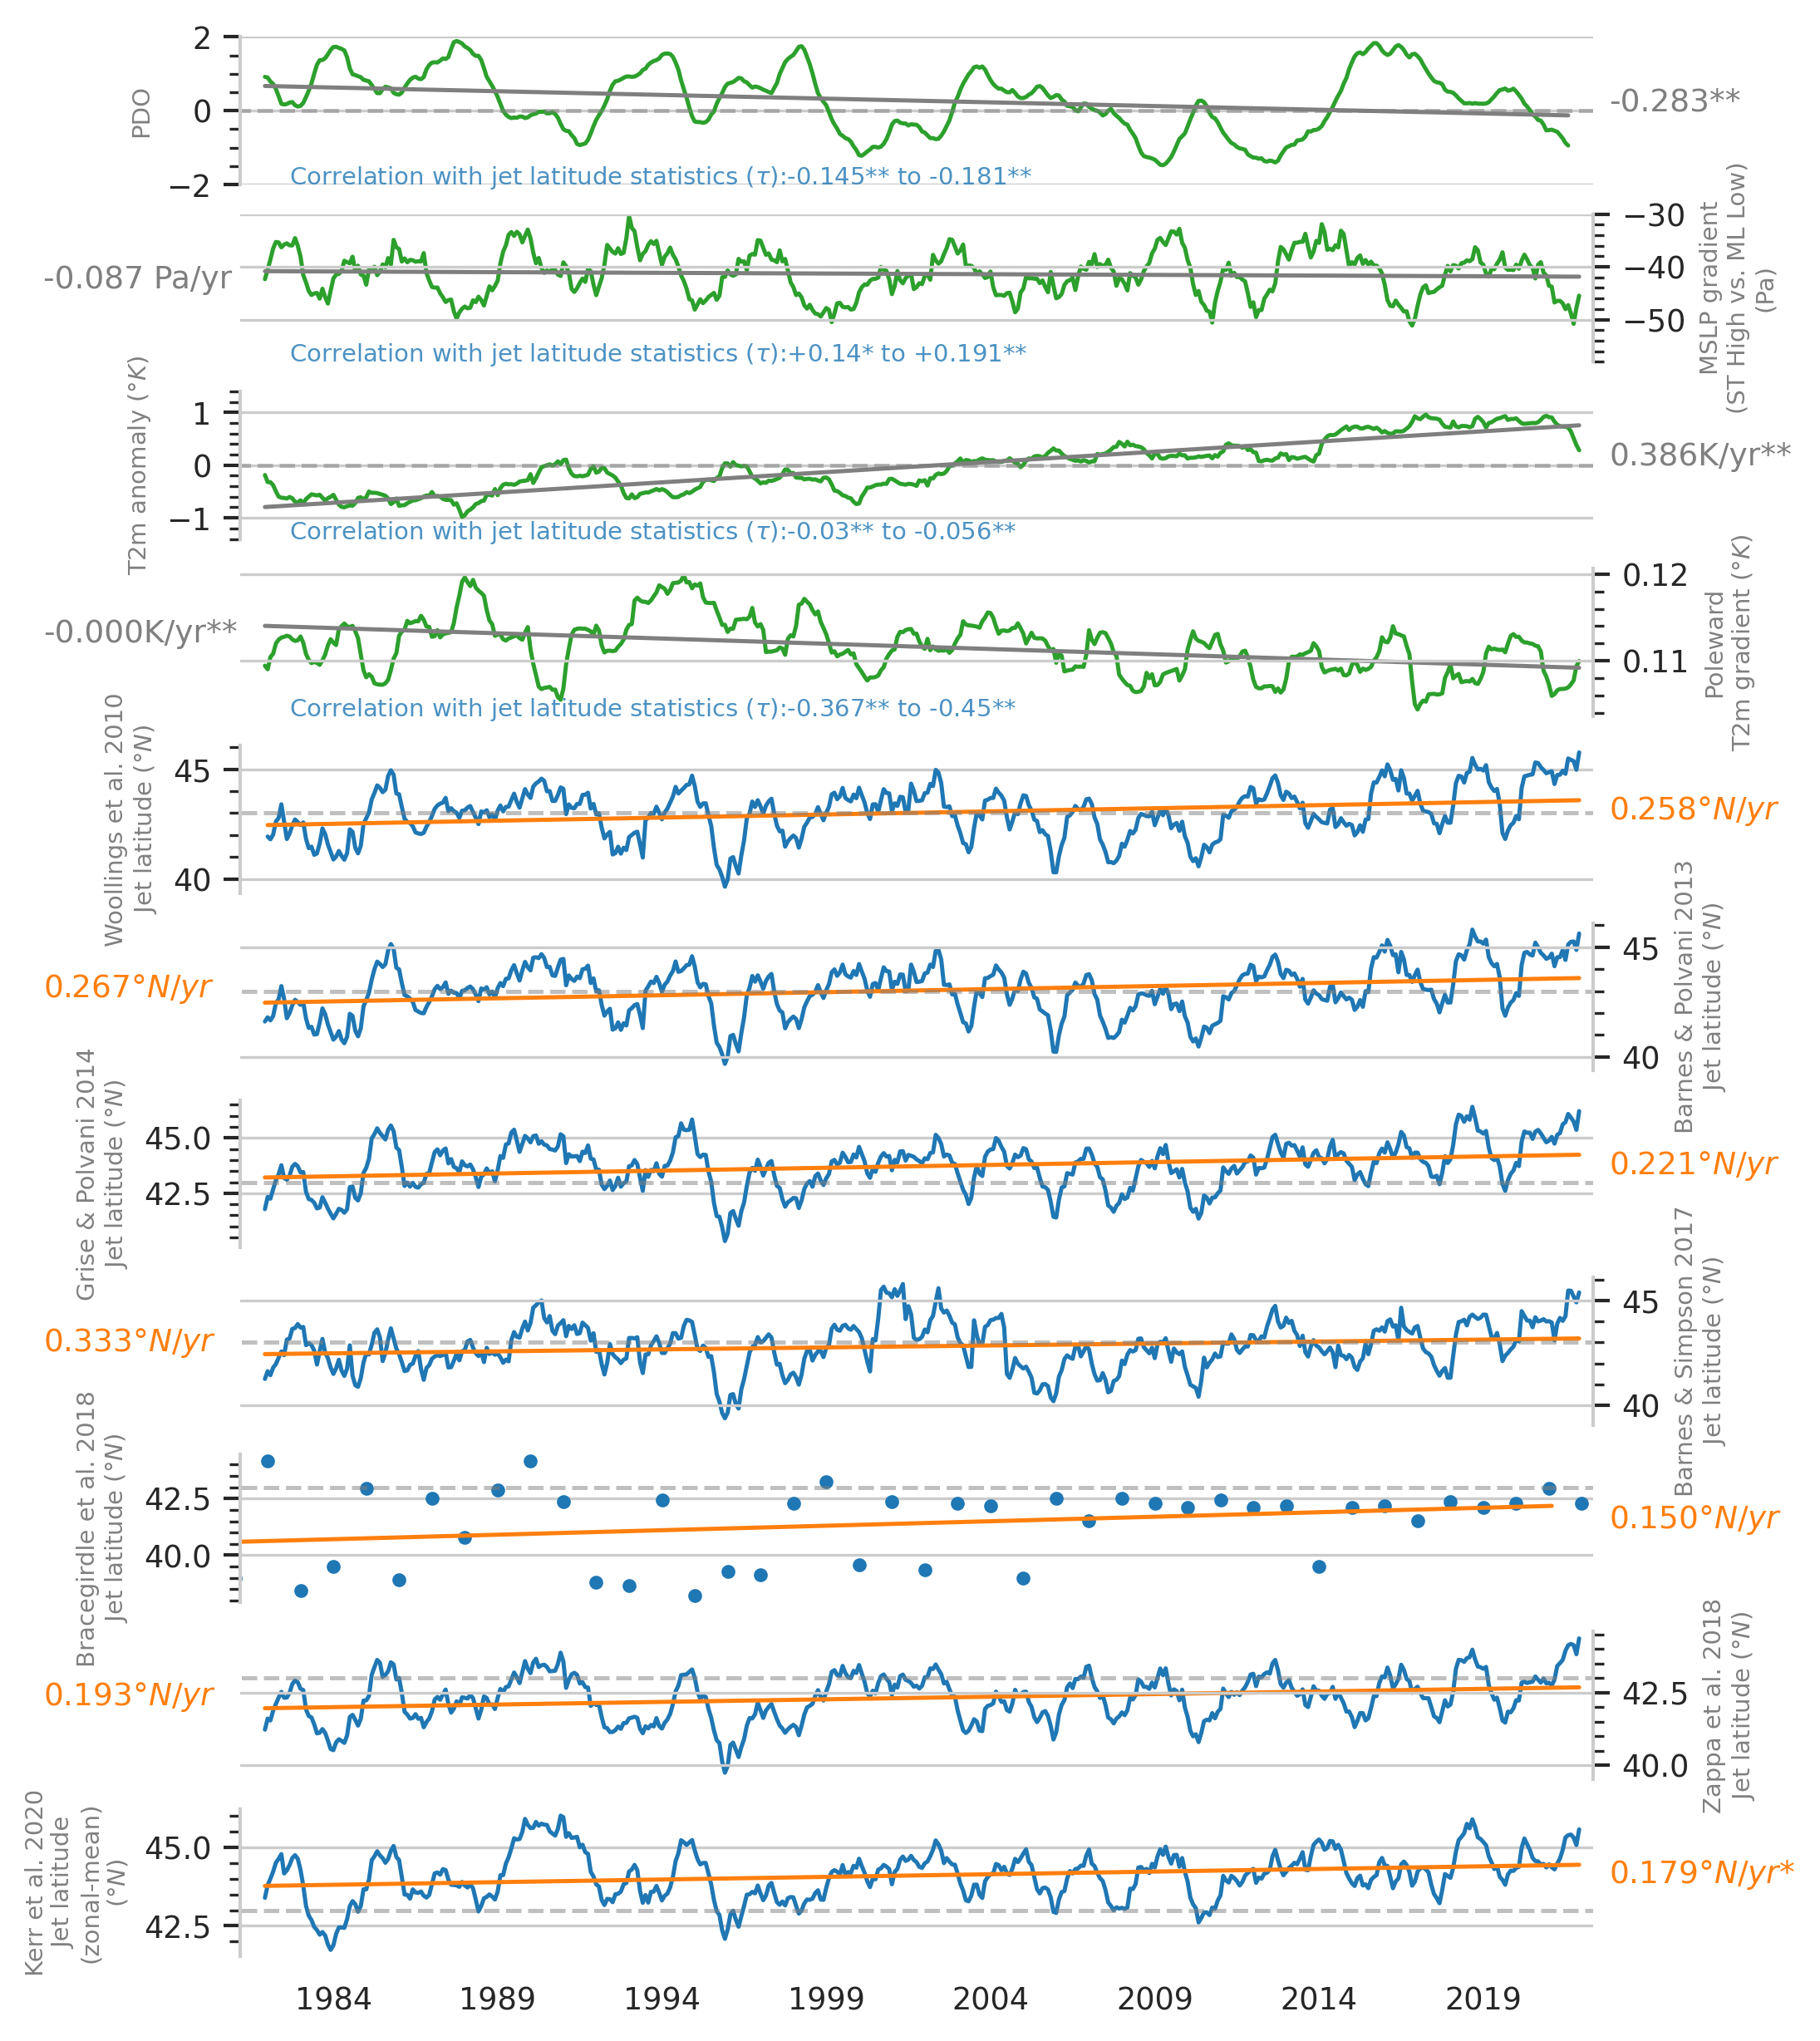 PDO
2
0
−2
-0.283**
Correlation with jet latitude statistics (τ):-0.145** to -0.181**
-0.087 Pa/yr
−30
−40
−50
MSLP gradient
(ST High vs. ML Low)
(Pa)
Correlation with jet latitude statistics (τ):+0.14* to +0.191**
T2m anomaly (°K)
1
0
−1
0.386K/yr**
Correlation with jet latitude statistics (τ):-0.03** to -0.056**
-0.000K/yr**
0.12
0.11
Poleward
T2m gradient (°K)
Correlation with jet latitude statistics (τ):-0.367** to -0.45**
Woollings et al. 2010
Jet latitude (°N)
45
40
0.258°N/yr
0.267°N/yr
45
40
Barnes & Polvani 2013
Jet latitude (°N)
Grise & Polvani 2014
Jet latitude (°N)
45.0
42.5
0.221°N/yr
0.333°N/yr
45
40
Barnes & Simpson 2017
Jet latitude (°N)
Bracegirdle et al. 2018
Jet latitude (°N)
42.5
40.0
0.150°N/yr
0.193°N/yr
42.5
40.0
Zappa et al. 2018
Jet latitude (°N)
Kerr et al. 2020
Jet latitude
(zonal-mean)
(°N)
45.0
42.5
0.179°N/yr*
1984 1989 1994 1999 2004 2009 2014 2019